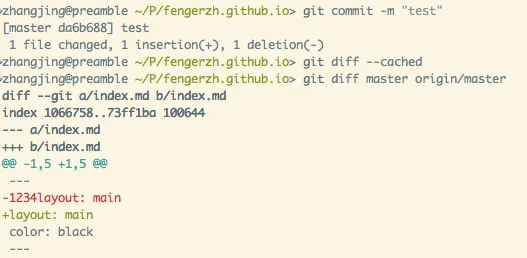 zhangjing@preamble ~/P/fengerzh.github.io> git commit -m "test"
[master da6b688] test
 1 file changed, 1 insertion(+), 1 deletion(-)
zhangjing@preamble ~/P/fengerzh.github.io> git diff --cached
zhangjing@preamble ~/P/fengerzh.github.io> git diff master origin/master
diff --git a/index.md b/index.md
index 1066758..73ff1ba 100644
--- a/index.md
+++ b/index.md
@@ -1,5 +1,5 @@
 ---
-1234layout: main
+layout: main
 color: black
 ---